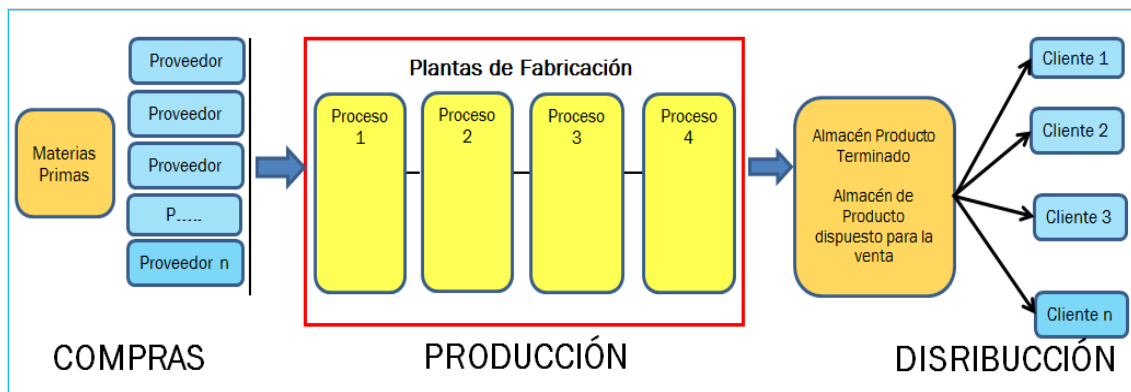 Materias
Primas
Proveedor
Proveedor
Proveedor
P.....
Proveedor n
COMPRAS
Plantas de Fabricación
Proceso
1
Proceso
2
Proceso
3
Proceso
4
PRODUCCIÓN
Almacén Producto
Terminado
Almacén de
Producto
dispuesto para la
venta
Cliente 1
Cliente 2
Cliente 3
Cliente n
DISRIBUCCIÓN